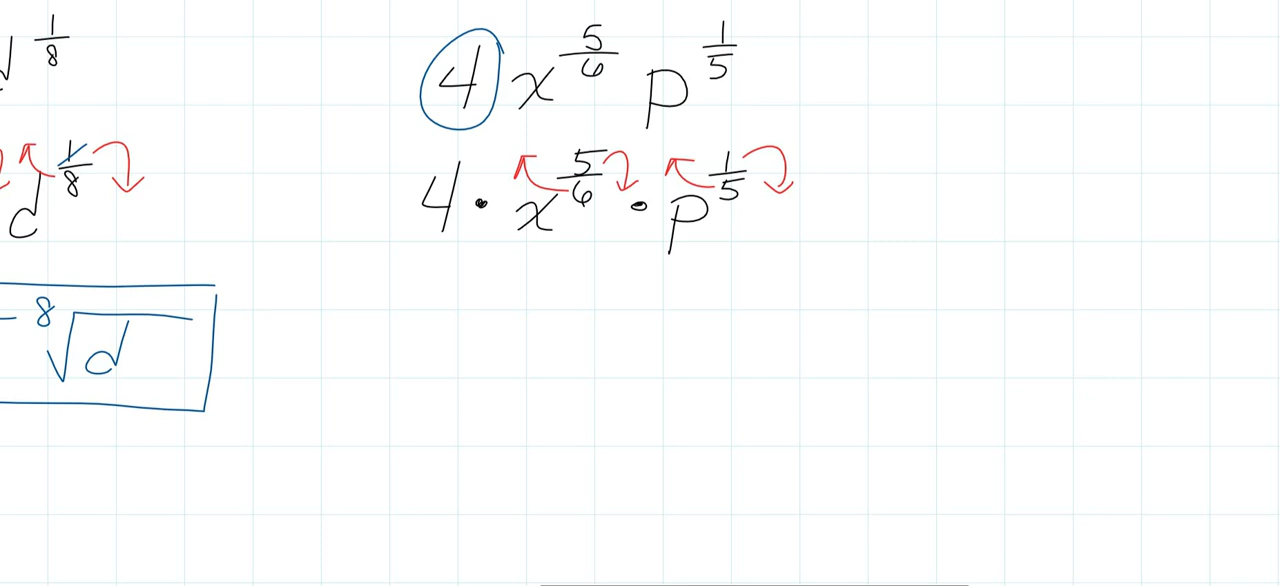 d^{1/8}
d^{1/8}
- ⁸√d
4 x^{5/6} p^{1/5}
4 · x^{5/6} · p^{1/5}